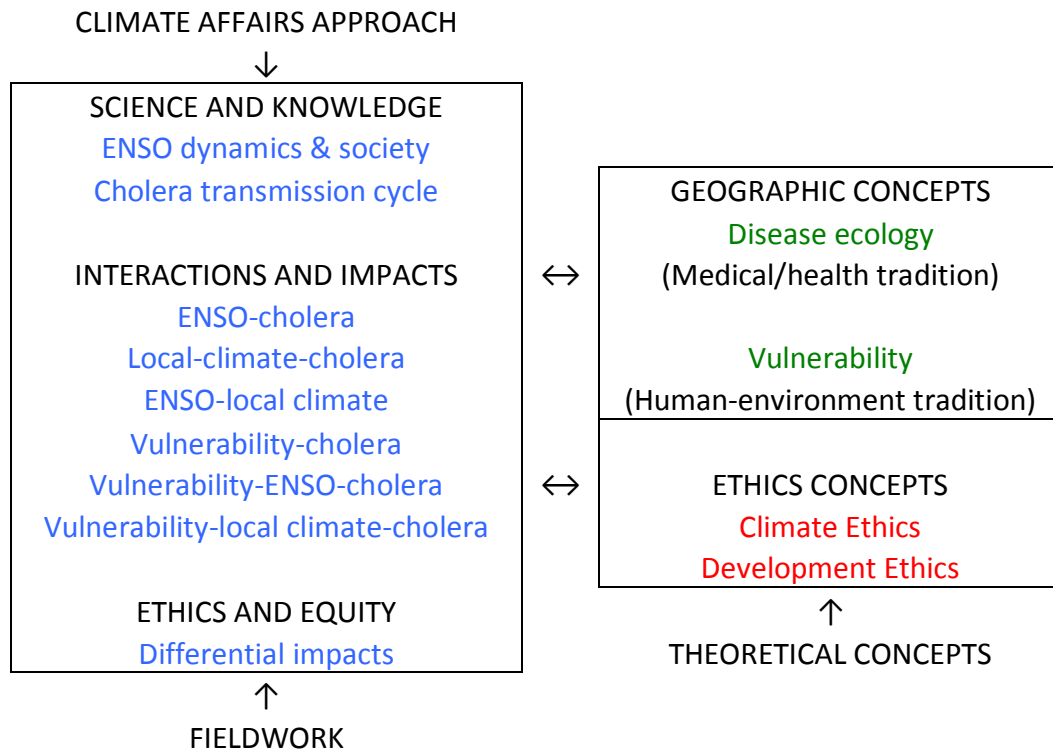 CLIMATE AFFAIRS APPROACH
↓
SCIENCE AND KNOWLEDGE
ENSO dynamics & society
Cholera transmission cycle
INTERACTIONS AND IMPACTS
ENSO-cholera
Local-climate-cholera
ENSO-local climate
Vulnerability-cholera
Vulnerability-ENSO-cholera
Vulnerability-local climate-cholera
ETHICS AND EQUITY
Differential impacts
↑
FIELDWORK
↔
↔
GEOGRAPHIC CONCEPTS
Disease ecology
(Medical/health tradition)
Vulnerability
(Human-environment tradition)
ETHICS CONCEPTS
Climate Ethics
Development Ethics
↑
THEORETICAL CONCEPTS